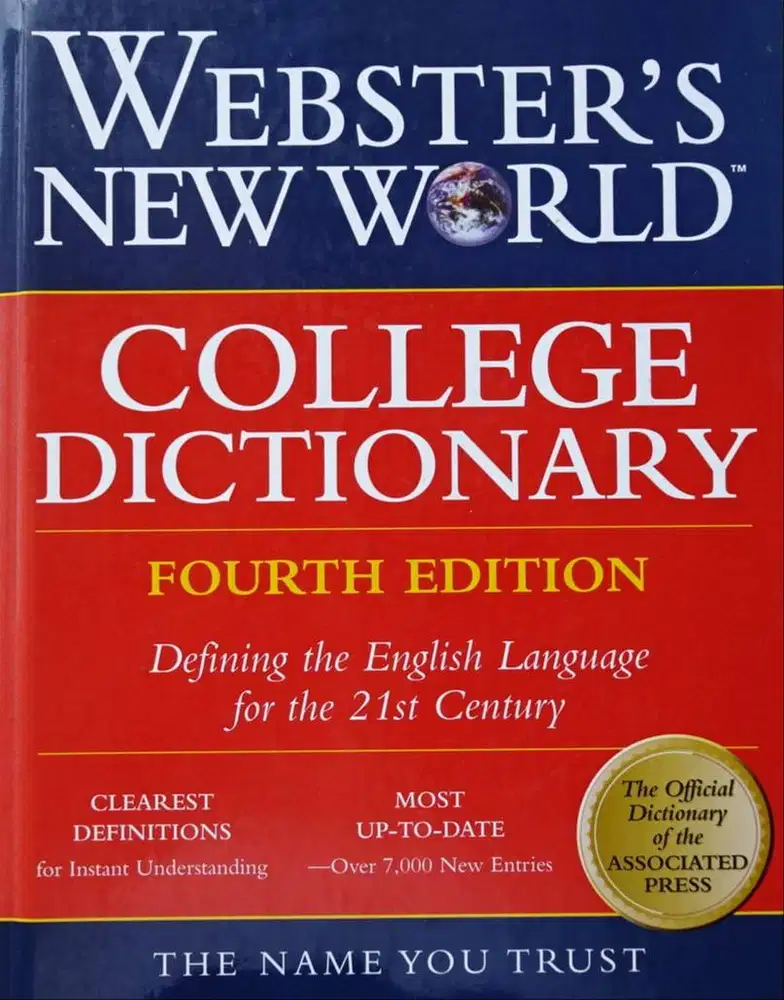 WEBSTER'S
NEW WORLD™
COLLEGE
DICTIONARY
FOURTH EDITION
Defining the English Language
for the 21st Century
CLEAREST
DEFINITIONS
for Instant Understanding
MOST
UP-TO-DATE
—Over 7,000 New Entries
The Official
Dictionary
of the
ASSOCIATED
PRESS
THE NAME YOU TRUST